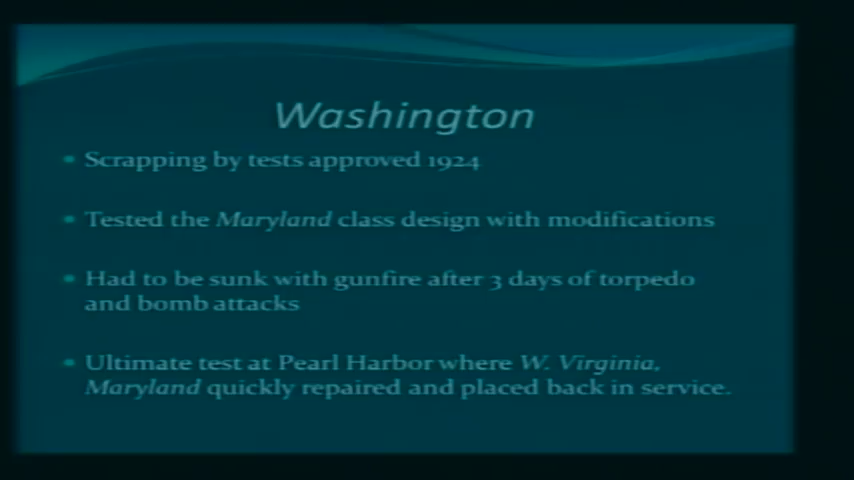 Washington
Scrapping by tests approved 1924
Tested the Maryland class design with modifications
Had to be sunk with gunfire after 3 days of torpedo
and bomb attacks
Ultimate test at Pearl Harbor where W. Virginia,
Maryland quickly repaired and placed back in service.